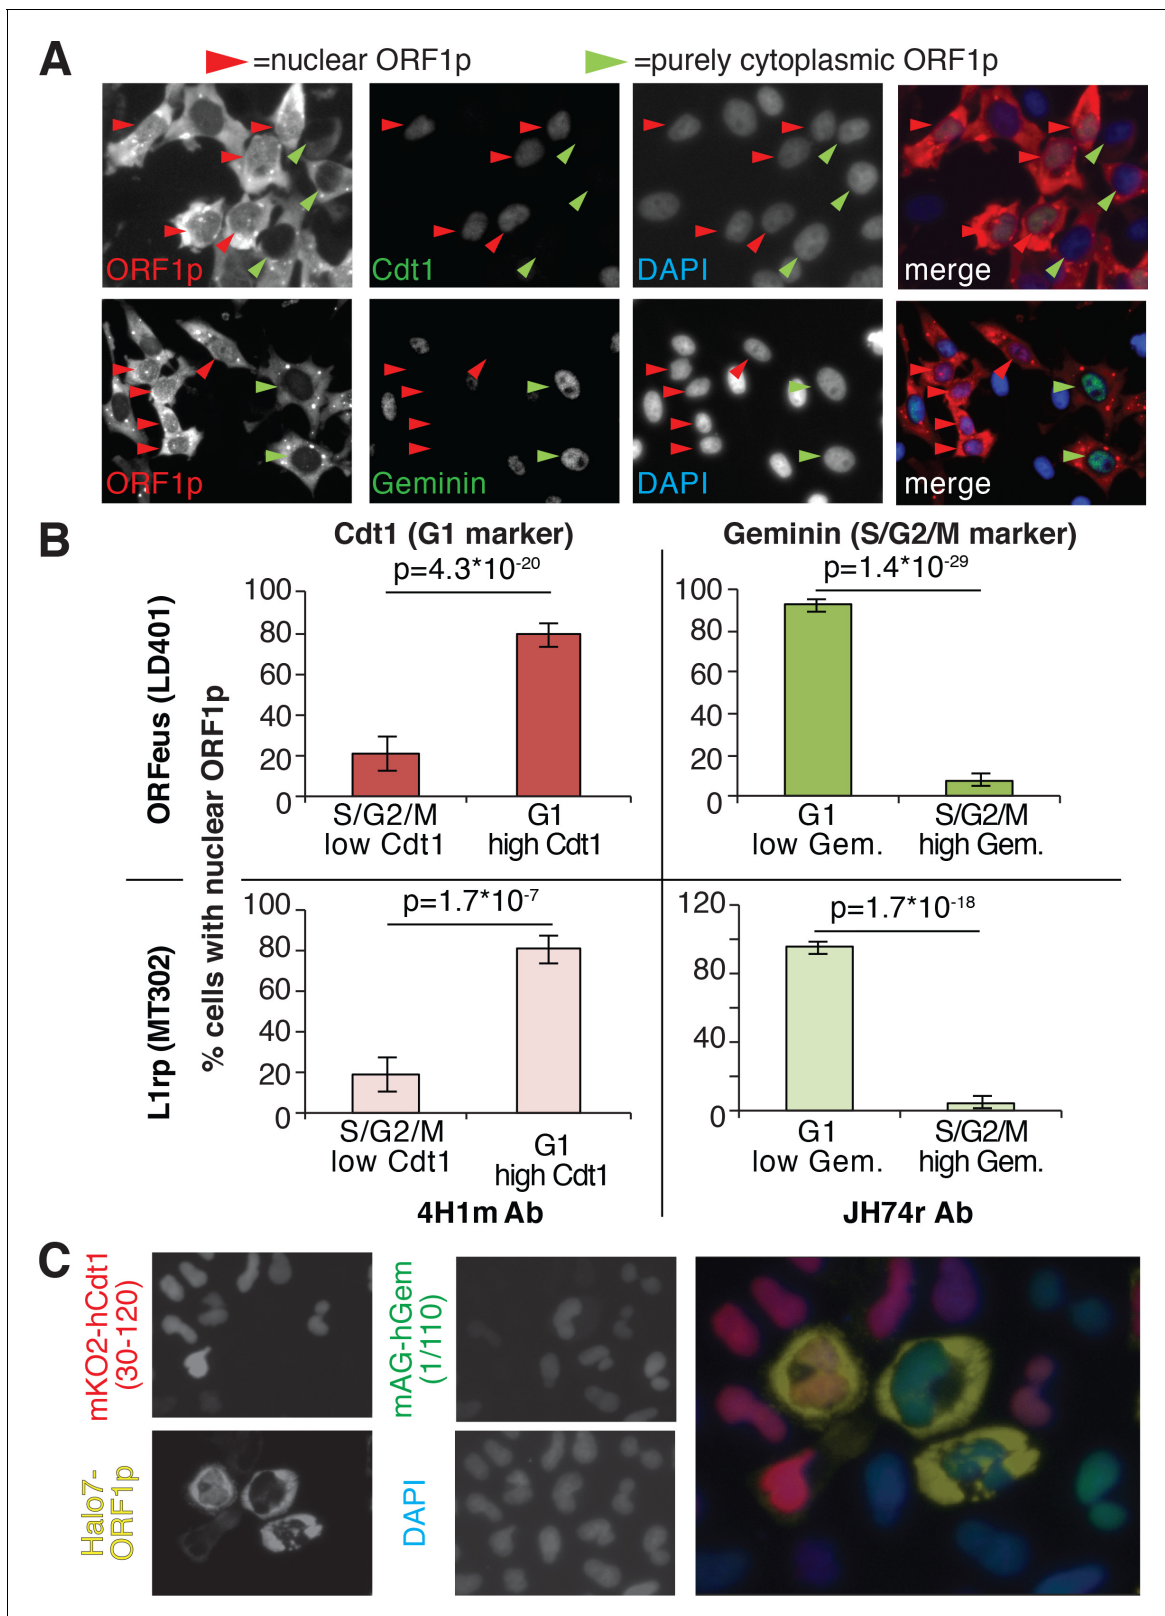 A
=nuclear ORF1p
=purely cytoplasmic ORF1p
ORF1p
Cdt1
DAPI
merge
ORF1p
Geminin
DAPI
merge
B
Cdt1 (G1 marker)
Geminin (S/G2/M marker)
% cells with nuclear ORF1p
ORFeus (LD401)
p=4.3*10-20
100
80
60
40
20
0
S/G2/M
low Cdt1
G1
high Cdt1
p=1.4*10-29
100
80
60
40
20
0
G1
low Gem.
S/G2/M
high Gem.
L1rp (MT302)
p=1.7*10-7
100
80
60
40
20
0
S/G2/M
low Cdt1
G1
high Cdt1
4H1m Ab
p=1.7*10-18
120
80
40
0
G1
low Gem.
S/G2/M
high Gem.
JH74r Ab
C
mKO2-hCdt1
(30-120)
mAG-hGem
(1/110)
Halo7-
ORF1p
DAPI